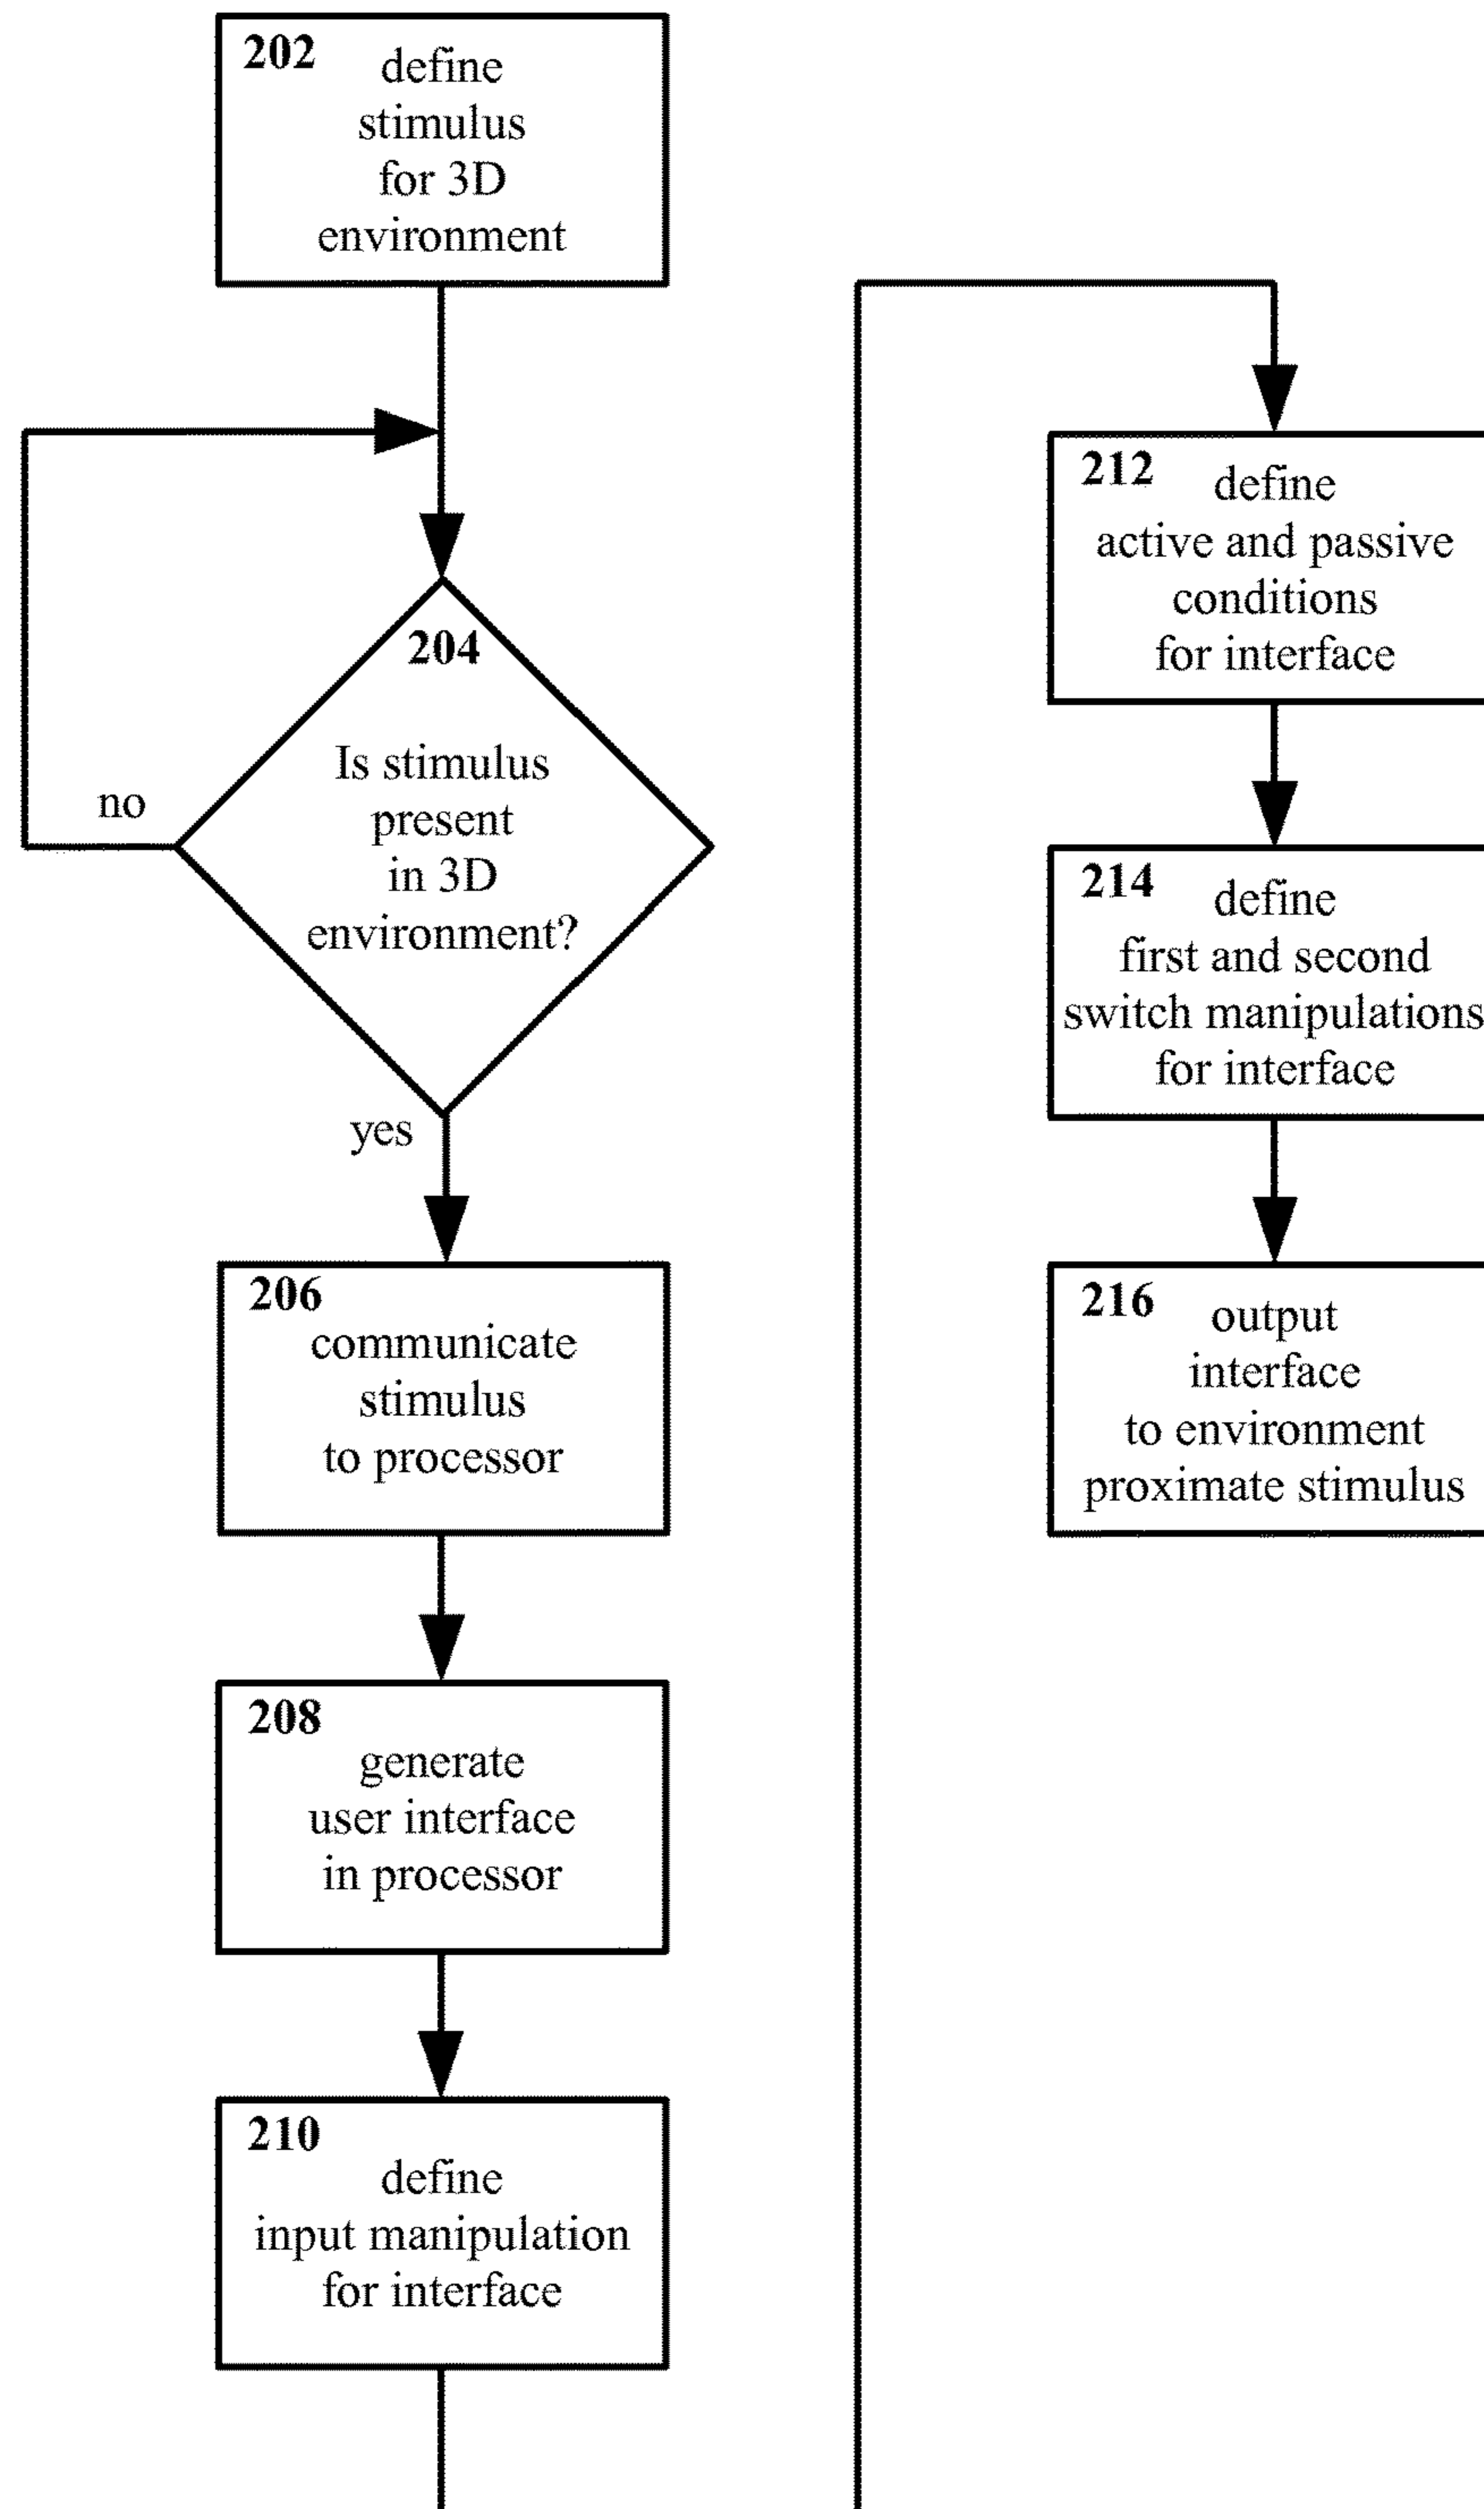 202
define
stimulus
for 3D
environment
204
Is stimulus
present
in 3D
environment?
no
yes
206
communicate
stimulus
to processor
208
generate
user interface
in processor
210
define
input manipulation
for interface
212
define
active and passive
conditions
for interface
214
define
first and second
switch manipulations
for interface
216
output
interface
to environment
proximate stimulus